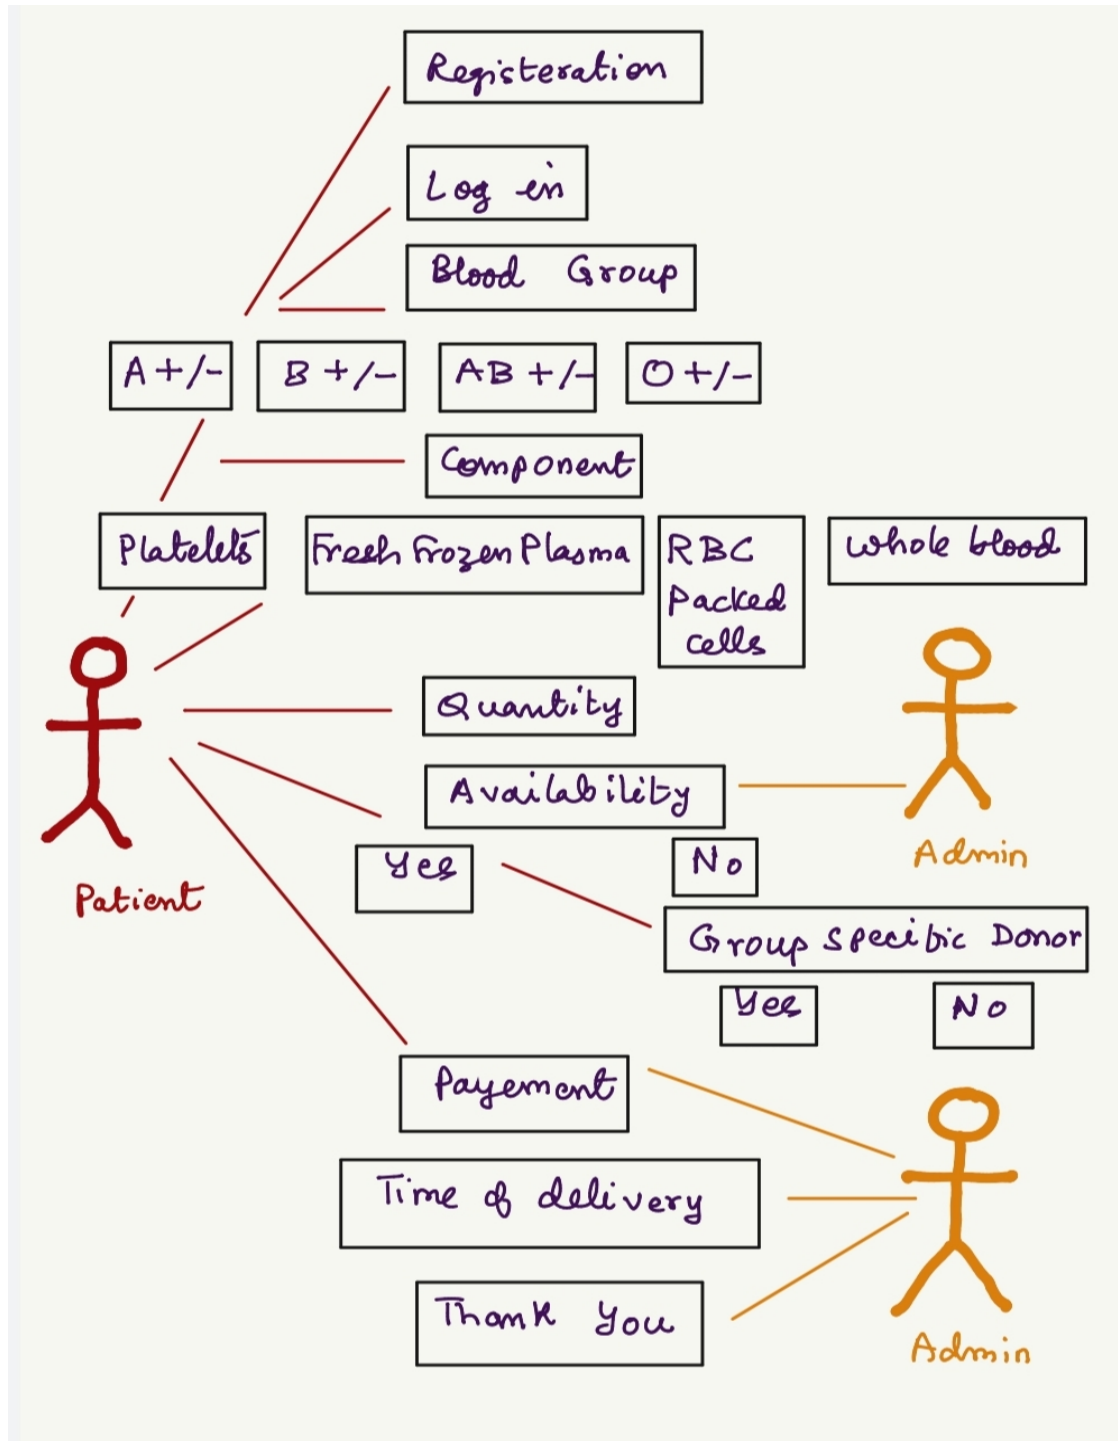 Registeration
Log in
Blood Group
A +/-
B +/-
AB +/-
O +/-
Component
Platelets
Fresh Frozen Plasma
RBC
Packed
cells
Whole blood
Quantity
Availability
Admin
Yes
No
Patient
Group Specific Donor
Yes
No
Payement
Time of delivery
Thank You
Admin